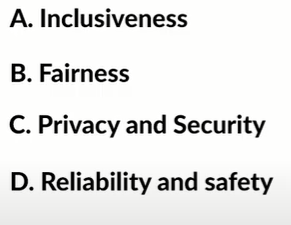 A. Inclusiveness
B. Fairness
C. Privacy and Security
D. Reliability and safety